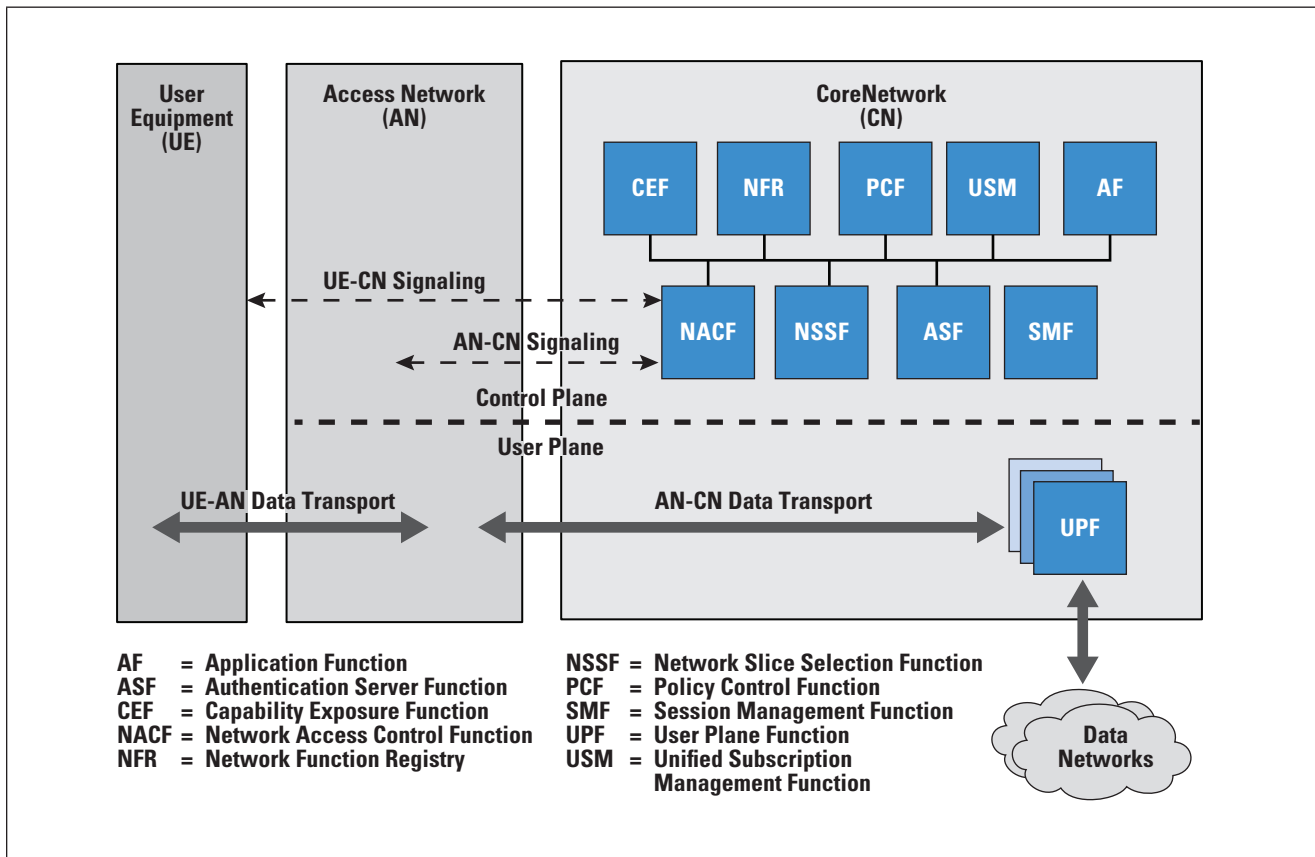 User
Equipment
(UE)
Access Network
(AN)
CoreNetwork
(CN)
CEF
NFR
PCF
USM
AF
UE-CN Signaling
NACF
NSSF
ASF
SMF
AN-CN Signaling
Control Plane
User Plane
UE-AN Data Transport
AN-CN Data Transport
UPF
AF = Application Function
ASF = Authentication Server Function
CEF = Capability Exposure Function
NACF = Network Access Control Function
NFR = Network Function Registry
NSSF = Network Slice Selection Function
PCF = Policy Control Function
SMF = Session Management Function
UPF = User Plane Function
USM = Unified Subscription
Management Function
Data
Networks